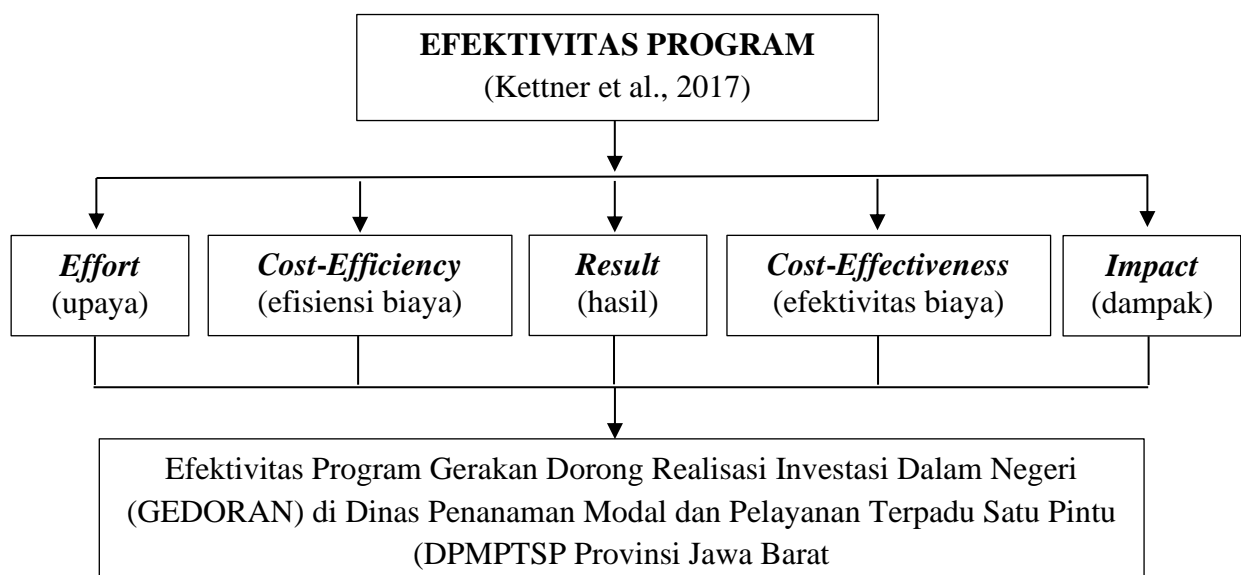 EFEKTIVITAS PROGRAM
(Kettner et al., 2017)
Effort
(upaya)
Cost-Efficiency
(efisiensi biaya)
Result
(hasil)
Cost-Effectiveness
(efektivitas biaya)
Impact
(dampak)
Efektivitas Program Gerakan Dorong Realisasi Investasi Dalam Negeri
(GEDORAN) di Dinas Penanaman Modal dan Pelayanan Terpadu Satu Pintu
(DPMPTSP Provinsi Jawa Barat